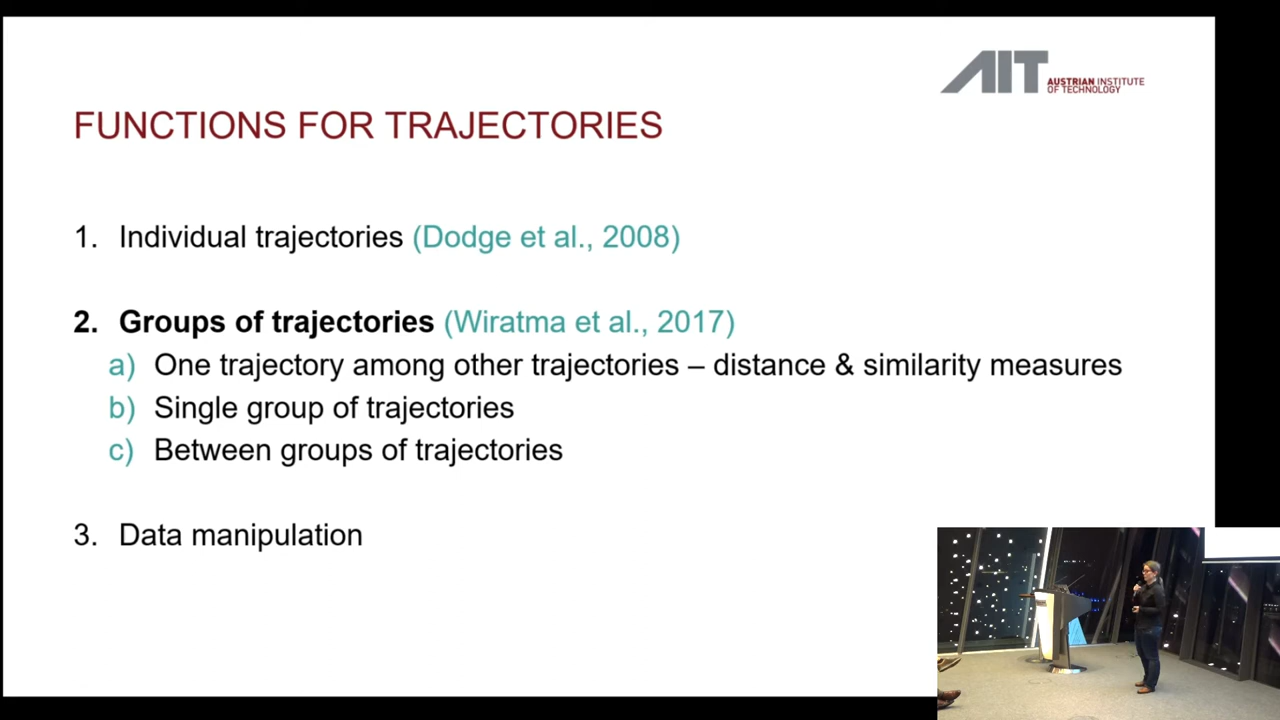 AIT AUSTRIAN INSTITUTE
OF TECHNOLOGY
FUNCTIONS FOR TRAJECTORIES
1. Individual trajectories (Dodge et al., 2008)
2. Groups of trajectories (Wiratma et al., 2017)
a) One trajectory among other trajectories – distance & similarity measures
b) Single group of trajectories
c) Between groups of trajectories
3. Data manipulation